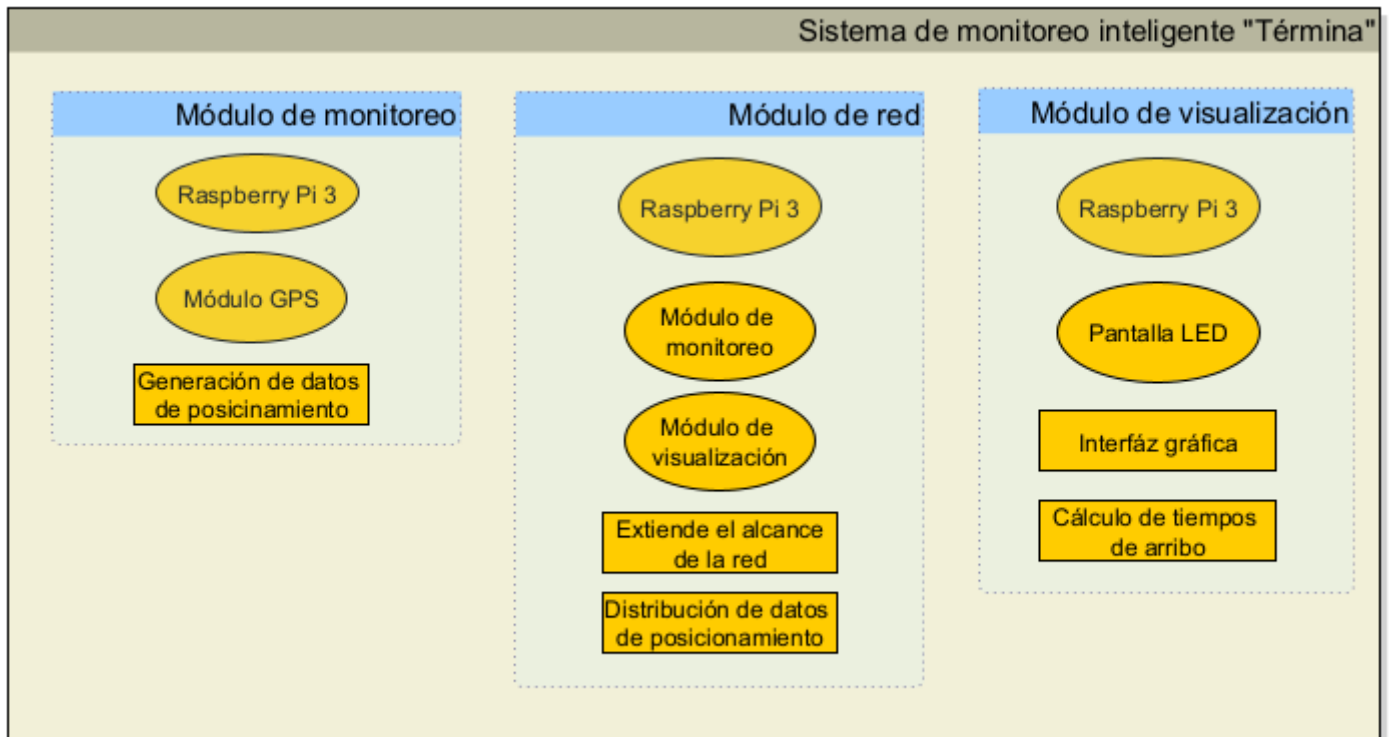 Sistema de monitoreo inteligente "Término"
Módulo de monitoreo
Raspberry Pi 3
Módulo GPS
Generación de datos
de posicinamiento
Módulo de red
Raspberry Pi 3
Módulo de
monitoreo
Módulo de
visualización
Extiende el alcance
de la red
Distribución de datos
de posicionamiento
Módulo de visualización
Raspberry Pi 3
Pantalla LED
Interfáz gráfica
Cálculo de tiempos
de arribo